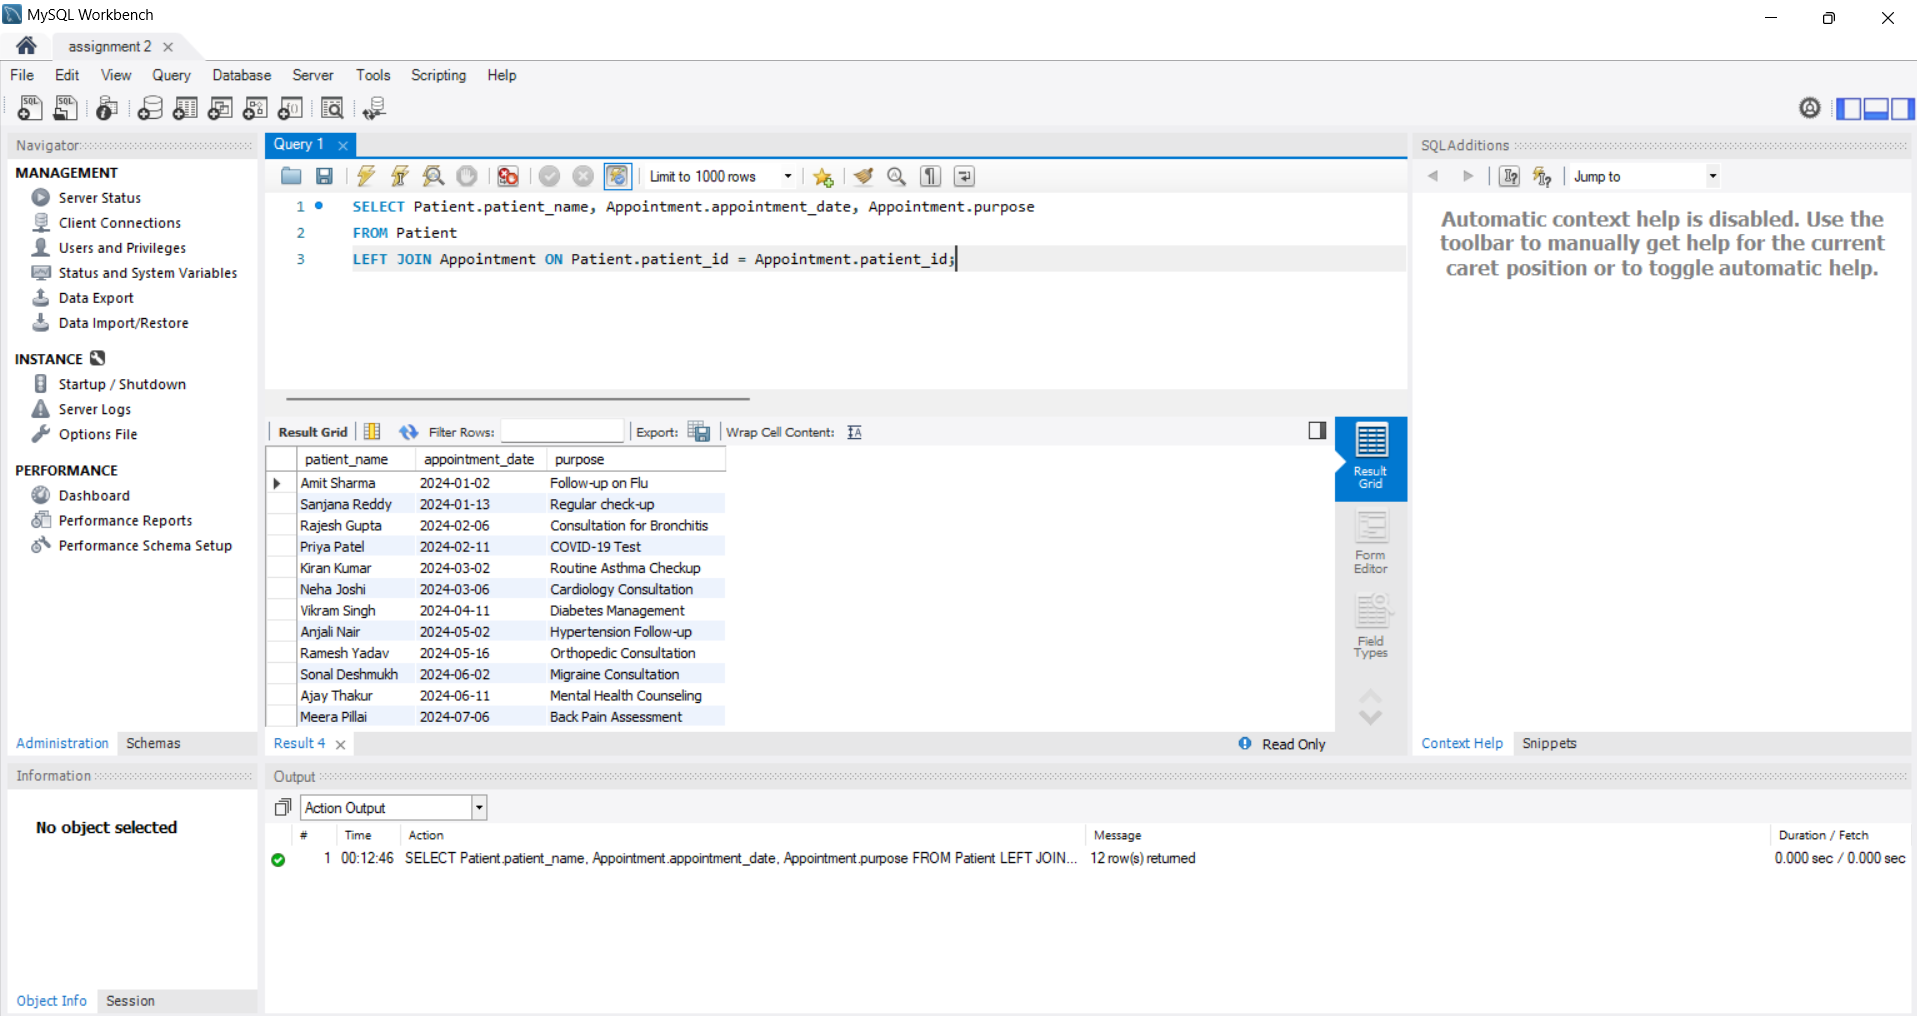 MySQL Workbench
assignment 2
File Edit View Query Database Server Tools Scripting Help
Navigator
MANAGEMENT
Server Status
Client Connections
Users and Privileges
Status and System Variables
Data Export
Data Import/Restore
INSTANCE
Startup / Shutdown
Server Logs
Options File
PERFORMANCE
Dashboard
Performance Reports
Performance Schema Setup
Administration Schemas
Information
No object selected
Object Info Session
Query 1
Limit to 1000 rows
1 SELECT Patient.patient_name, Appointment.appointment_date, Appointment.purpose
2 FROM Patient
3 LEFT JOIN Appointment ON Patient.patient_id = Appointment.patient_id;
Result Grid Filter Rows: Export: Wrap Cell Content:
patient_name appointment_date purpose
Amit Sharma 2024-01-02 Follow-up on Flu
Sanjana Reddy 2024-01-13 Regular check-up
Rajesh Gupta 2024-02-06 Consultation for Bronchitis
Priya Patel 2024-02-11 COVID-19 Test
Kiran Kumar 2024-03-02 Routine Asthma Checkup
Neha Joshi 2024-03-06 Cardiology Consultation
Vikram Singh 2024-04-11 Diabetes Management
Anjali Nair 2024-05-02 Hypertension Follow-up
Ramesh Yadav 2024-05-16 Orthopedic Consultation
Sonal Deshmukh 2024-06-02 Migraine Consultation
Ajay Thakur 2024-06-11 Mental Health Counseling
Meera Pillai 2024-07-06 Back Pain Assessment
Result
Grid
Form
Editor
Field
Types
Result 4
Read Only
SQLAdditions
Jump to
Automatic context help is disabled. Use the
toolbar to manually get help for the current
caret position or to toggle automatic help.
Context Help Snippets
Output
Action Output
# Time Action Message Duration / Fetch
1 00:12:46 SELECT Patient.patient_name, Appointment.appointment_date, Appointment.purpose FROM Patient LEFT JOIN... 12 row(s) returned 0.000 sec / 0.000 sec